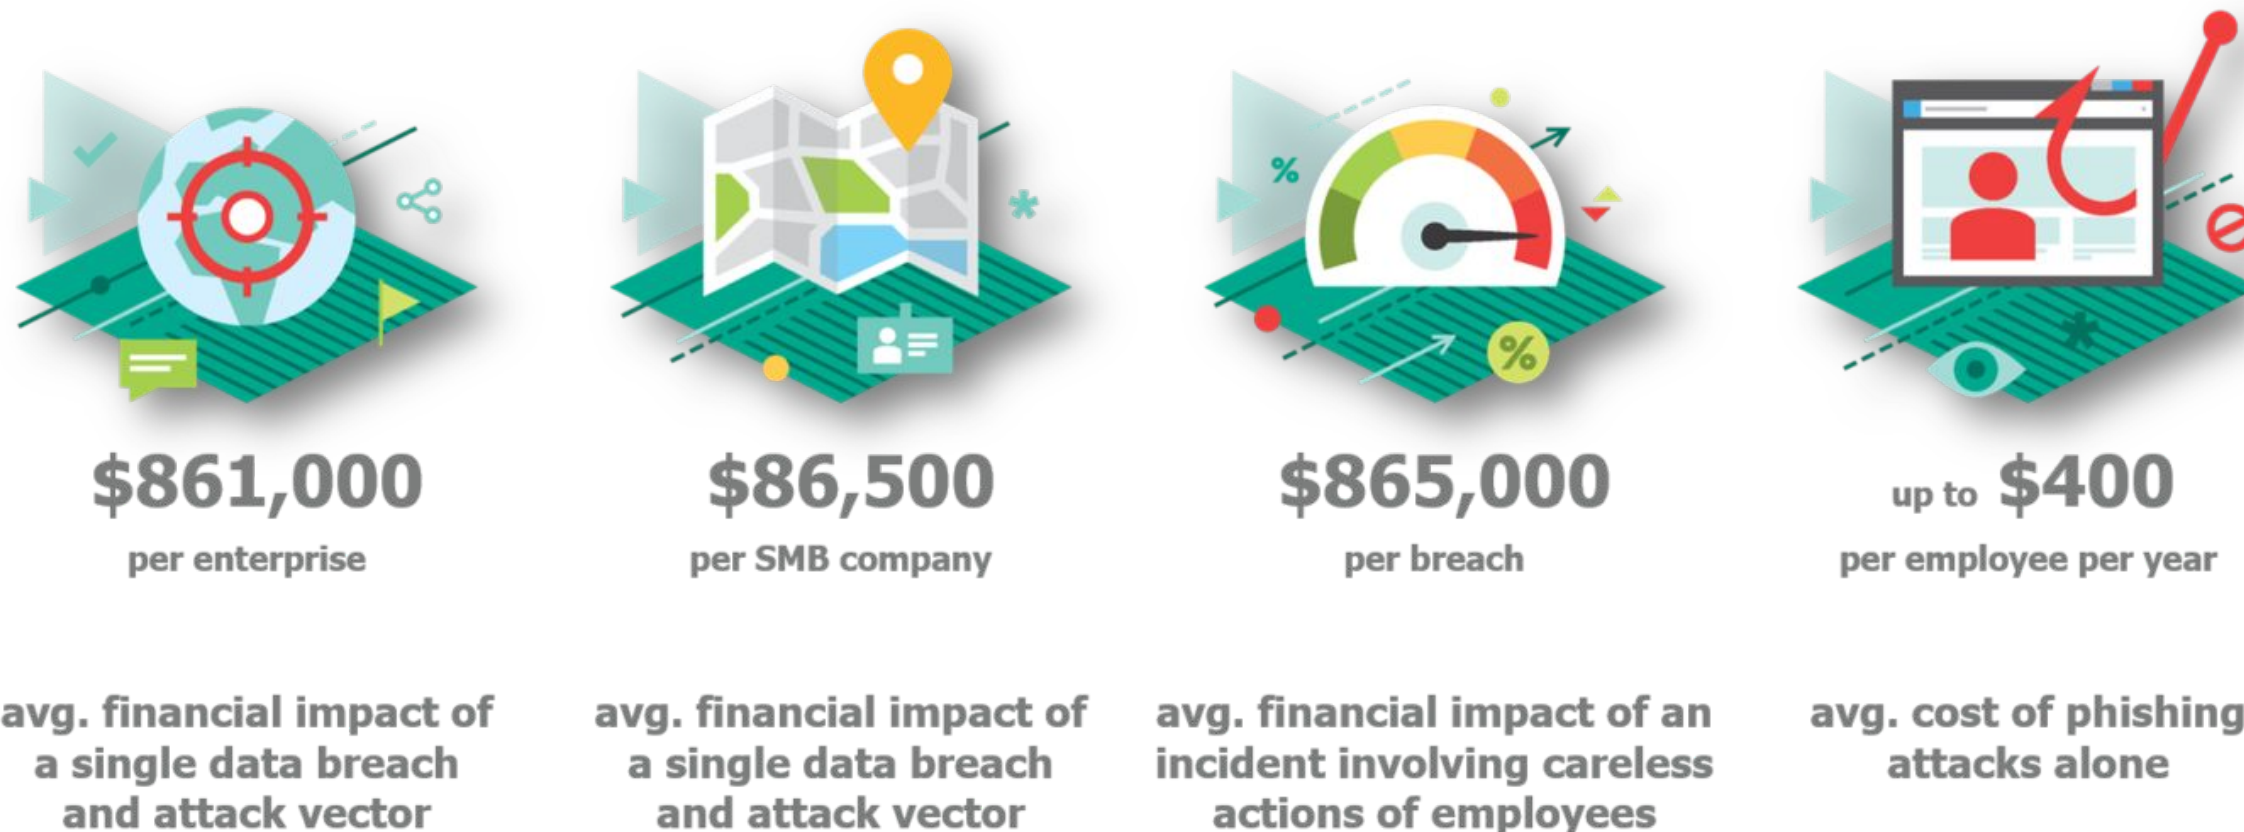 $861,000
per enterprise
avg. financial impact of
a single data breach
and attack vector
$86,500
per SMB company
avg. financial impact of
a single data breach
and attack vector
%
%
$865,000
per breach
avg. financial impact of an
incident involving careless
actions of employees
up to $400
per employee per year
avg. cost of phishing
attacks alone